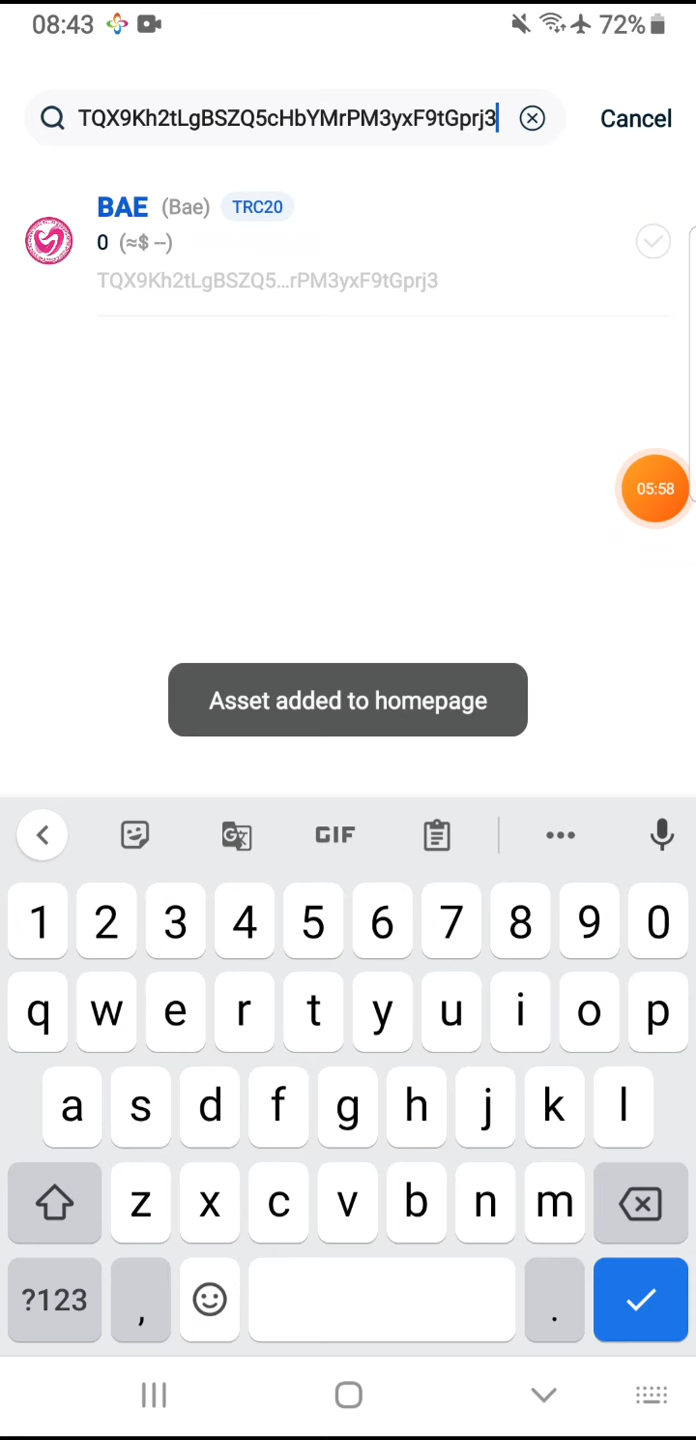 08:43 72%
TQX9Kh2tLgBSZQ5cHbYMrPM3yxF9tGprj3 Cancel
BAE (Bae) TRC20
0 (≈$ --)
TQX9Kh2tLgBSZQ5...rPM3yxF9tGprj3
05:58
Asset added to homepage
GIF
1 2 3 4 5 6 7 8 9 0
q w e r t y u i o p
a s d f g h j k l
z x c v b n m
?123 , .